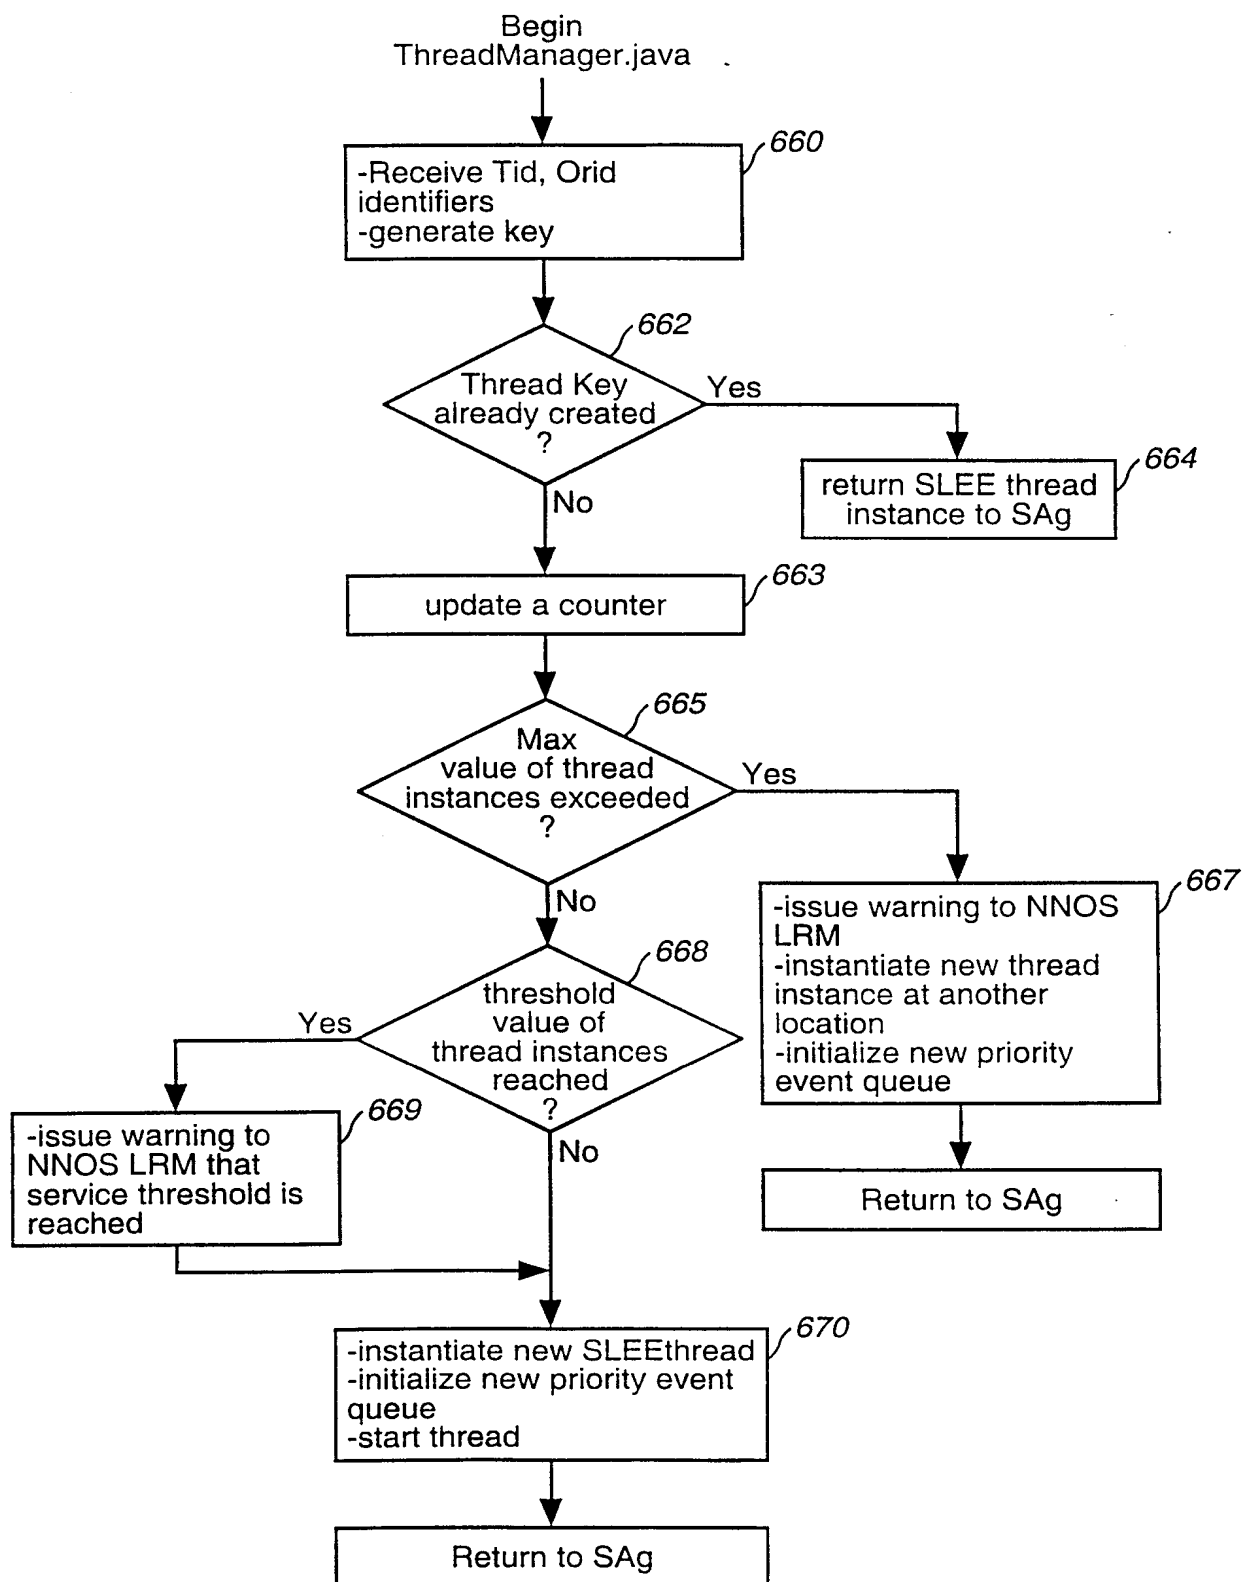 Begin
ThreadManager.java
660
-Receive Tid, Orid
identifiers
-generate key
662
Thread Key
already created
?
Yes
No
664
return SLEE thread
instance to SAg
663
update a counter
665
Max
value of thread
instances exceeded
?
Yes
No
667
-issue warning to NNOS
LRM
-instantiate new thread
instance at another
location
-initialize new priority
event queue
668
threshold
value of
thread instances
reached
?
Yes
No
669
-issue warning to
NNOS LRM that
service threshold is
reached
Return to SAg
670
-instantiate new SLEEthread
-initialize new priority event
queue
-start thread
Return to SAg